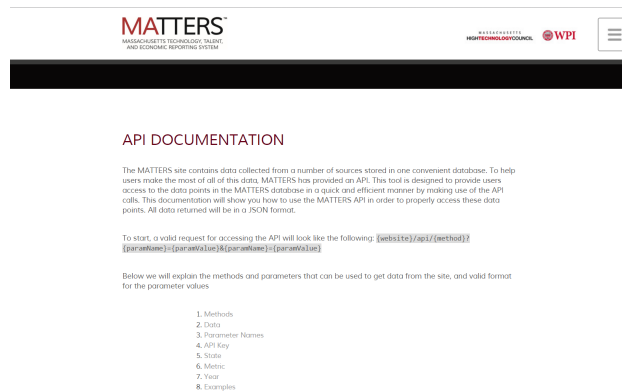 MATTERS™
MASSACHUSETTS TECHNOLOGY, TALENT,
AND ECONOMIC REPORTING SYSTEM
MASSACHUSETTS
HIGHTECHNOLOGYCOUNCIL
WPI
API DOCUMENTATION
The MATTERS site contains data collected from a number of sources stored in one convenient database. To help
users make the most of all of this data, MATTERS has provided an API. This tool is designed to provide users
access to the data points in the MATTERS database in a quick and efficient manner by making use of the API
calls. This documentation will show you how to use the MATTERS API in order to properly access these data
points. All data returned will be in a JSON format.
To start, a valid request for accessing the API will look like the following: {website}/api/{method}?
{paramName}={paramValue}&{paramName}={paramValue}
Below we will explain the methods and parameters that can be used to get data from the site, and valid format
for the parameter values
1. Methods
2. Data
3. Parameter Names
4. API Key
5. State
6. Metric
7. Year
8. Examples